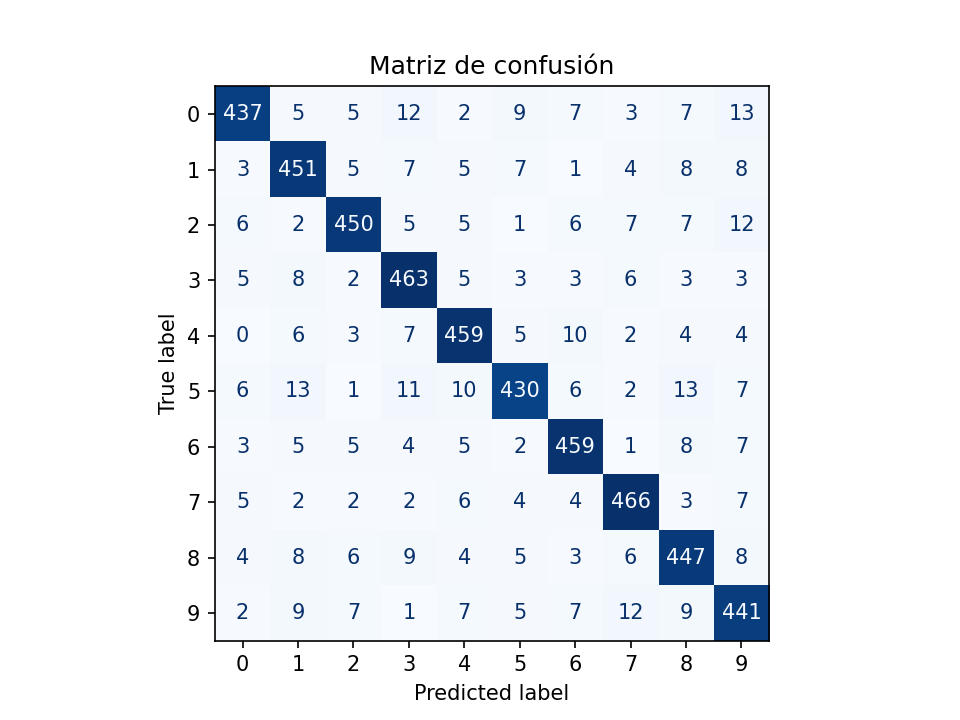 Matriz de confusión
0 437 5 5 12 2 9 7 3 7 13
1 3 451 5 7 5 7 1 4 8 8
2 6 2 450 5 5 1 6 7 7 12
3 5 8 2 463 5 3 3 6 3 3
4 0 6 3 7 459 5 10 2 4 4
5 6 13 1 11 10 430 6 2 13 7
6 3 5 5 4 5 2 459 1 8 7
7 5 2 2 2 6 4 4 466 3 7
8 4 8 6 9 4 5 3 6 447 8
9 2 9 7 1 7 5 7 12 9 441
0 1 2 3 4 5 6 7 8 9
True label
Predicted label